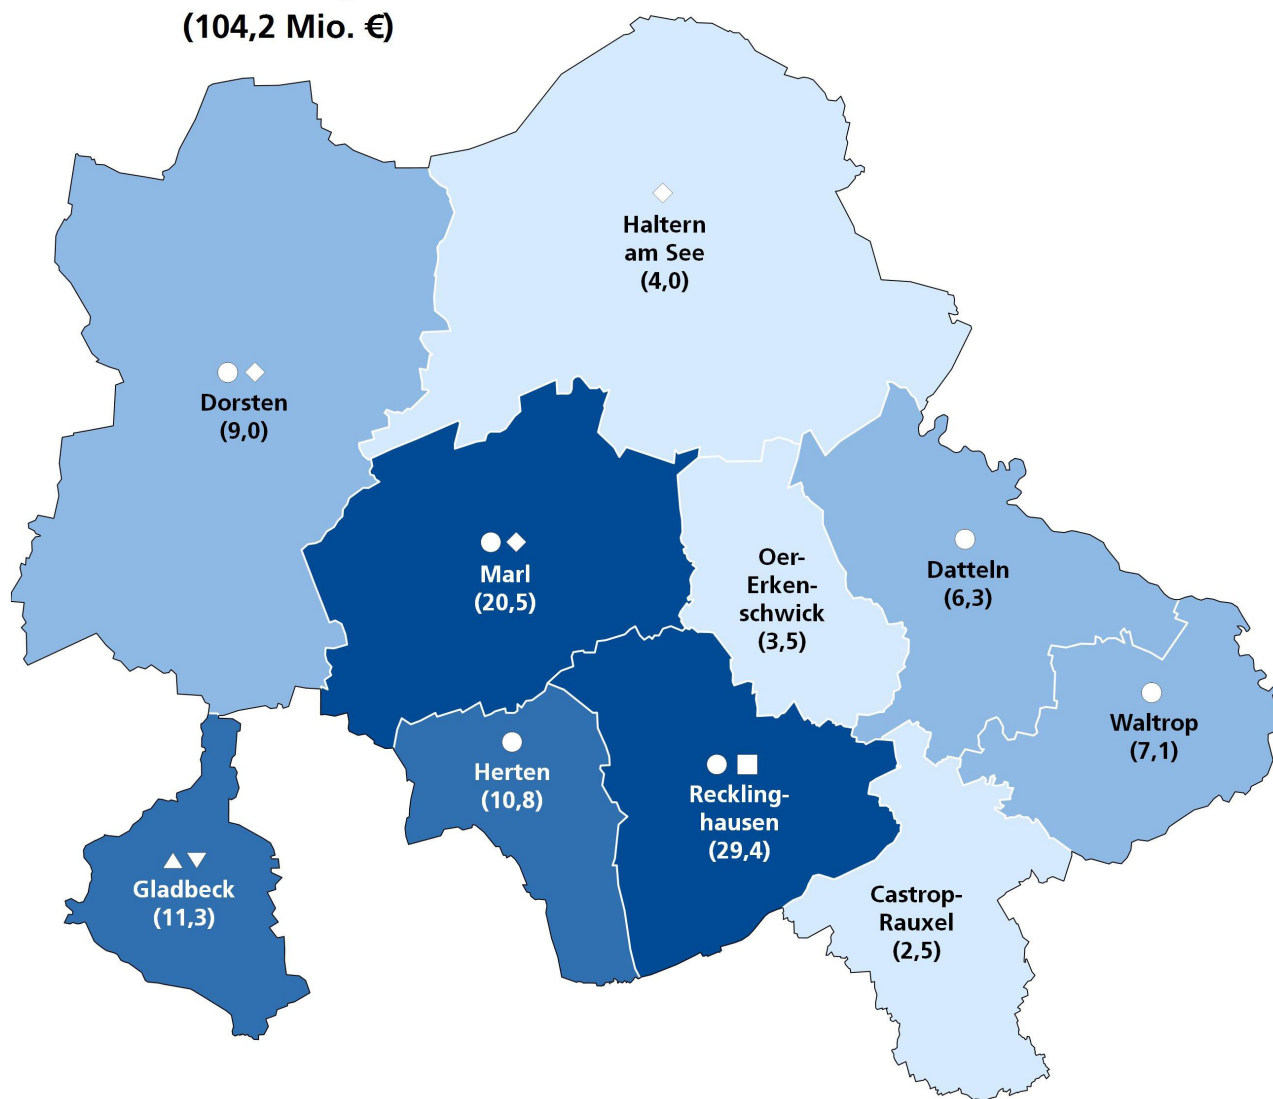 (104,2 Mio. €)
Haltern
am See
(4,0)
Dorsten
(9,0)
Marl
(20,5)
Oer-
Erken-
schwick
(3,5)
Datteln
(6,3)
Waltrop
(7,1)
Herten
(10,8)
Reckling-
hausen
(29,4)
Gladbeck
(11,3)
Castrop-
Rauxel
(2,5)